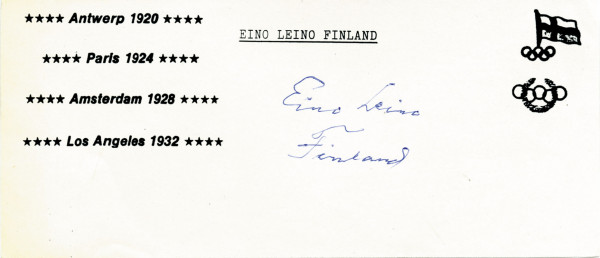 ★★★★ Antwerp 1920 ★★★★
★★★★ Paris 1924 ★★★★
★★★★ Amsterdam 1928 ★★★★
★★★★ Los Angeles 1932 ★★★★
EINO LEINO FINLAND
Eino Leino
Finland